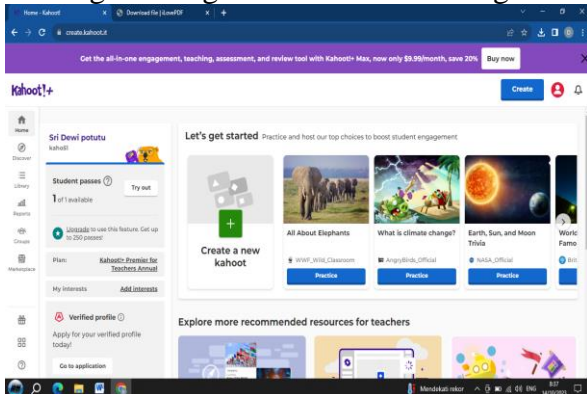 Home - Kahoot!
Download file | iLovePDF
create.kahoot.it
Get the all-in-one engagement, teaching, assessment, and review tool with Kahoot!+ Max, now only $9.99/month, save 20%
Buy now
Kahoot!+
Create
Home
Discover
Library
Reports
Groups
Marketplace
Sri Dewi potutu
kahelii
Student passes
1 of 1 available
Try out
Upgrade to use this feature. Get up
to 250 passes!
Plan:
Kahoot!+ Premier for
Teachers Annual
My interests
Add interests
Verified profile
Apply for your verified profile
today!
Go to application
Let's get started Practice and host our top choices to boost student engagement
Create a new
kahoot
All About Elephants
WWF_Wild_Classroom
Practice
What is climate change?
AngryBirds_Official
Practice
Earth, Sun, and Moon
Trivia
NASA_Official
Practice
World
Explore more recommended resources for teachers
Mendekati rekor
ENG
8:37